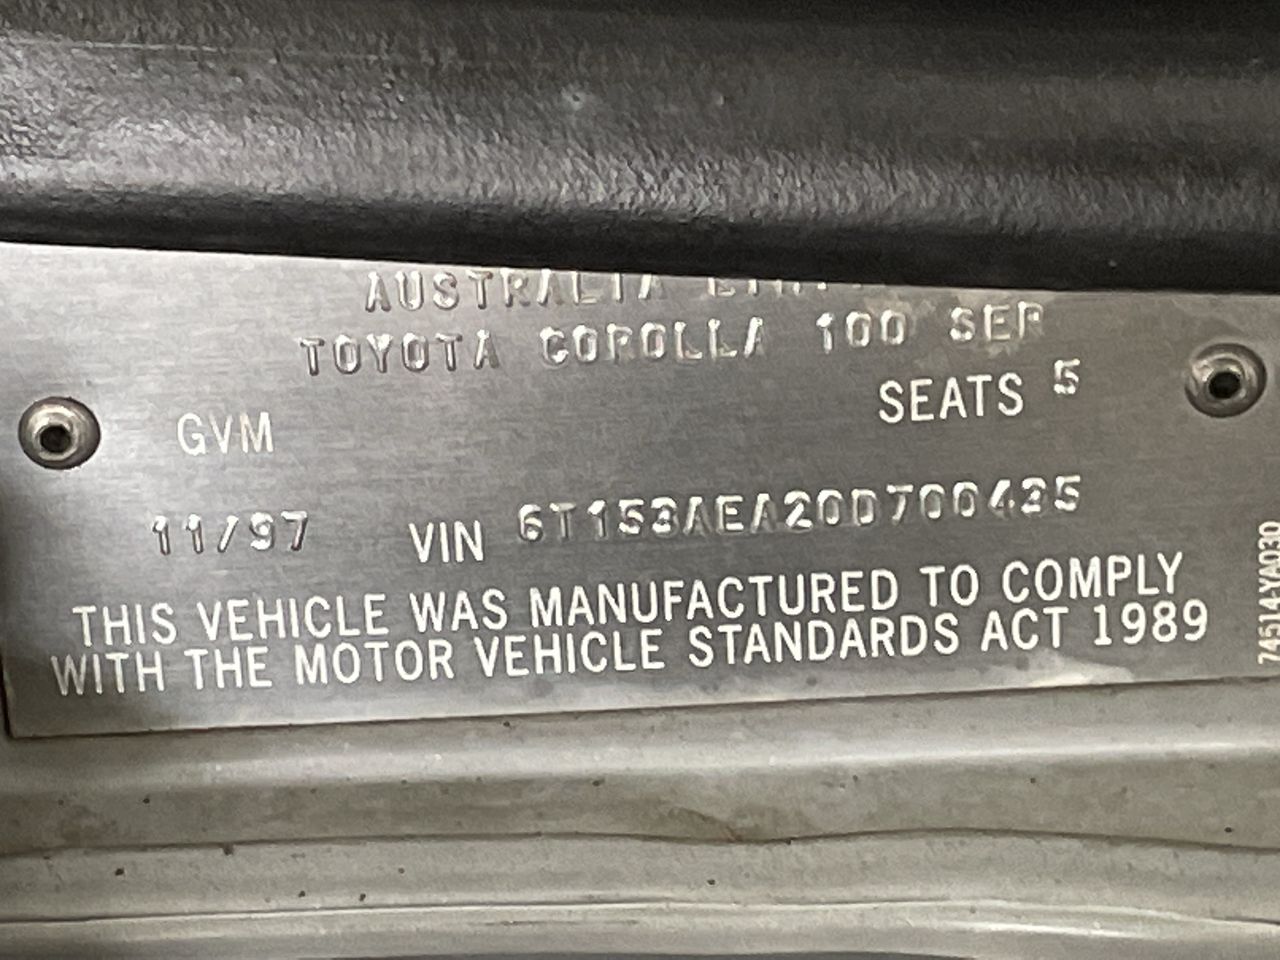 AUSTRALIA
TOYOTA COROLLA 100 SER
SEATS 5
GVM
11/97 VIN 6T153AEA20D700435
THIS VEHICLE WAS MANUFACTURED TO COMPLY
WITH THE MOTOR VEHICLE STANDARDS ACT 1989
74514-YA030